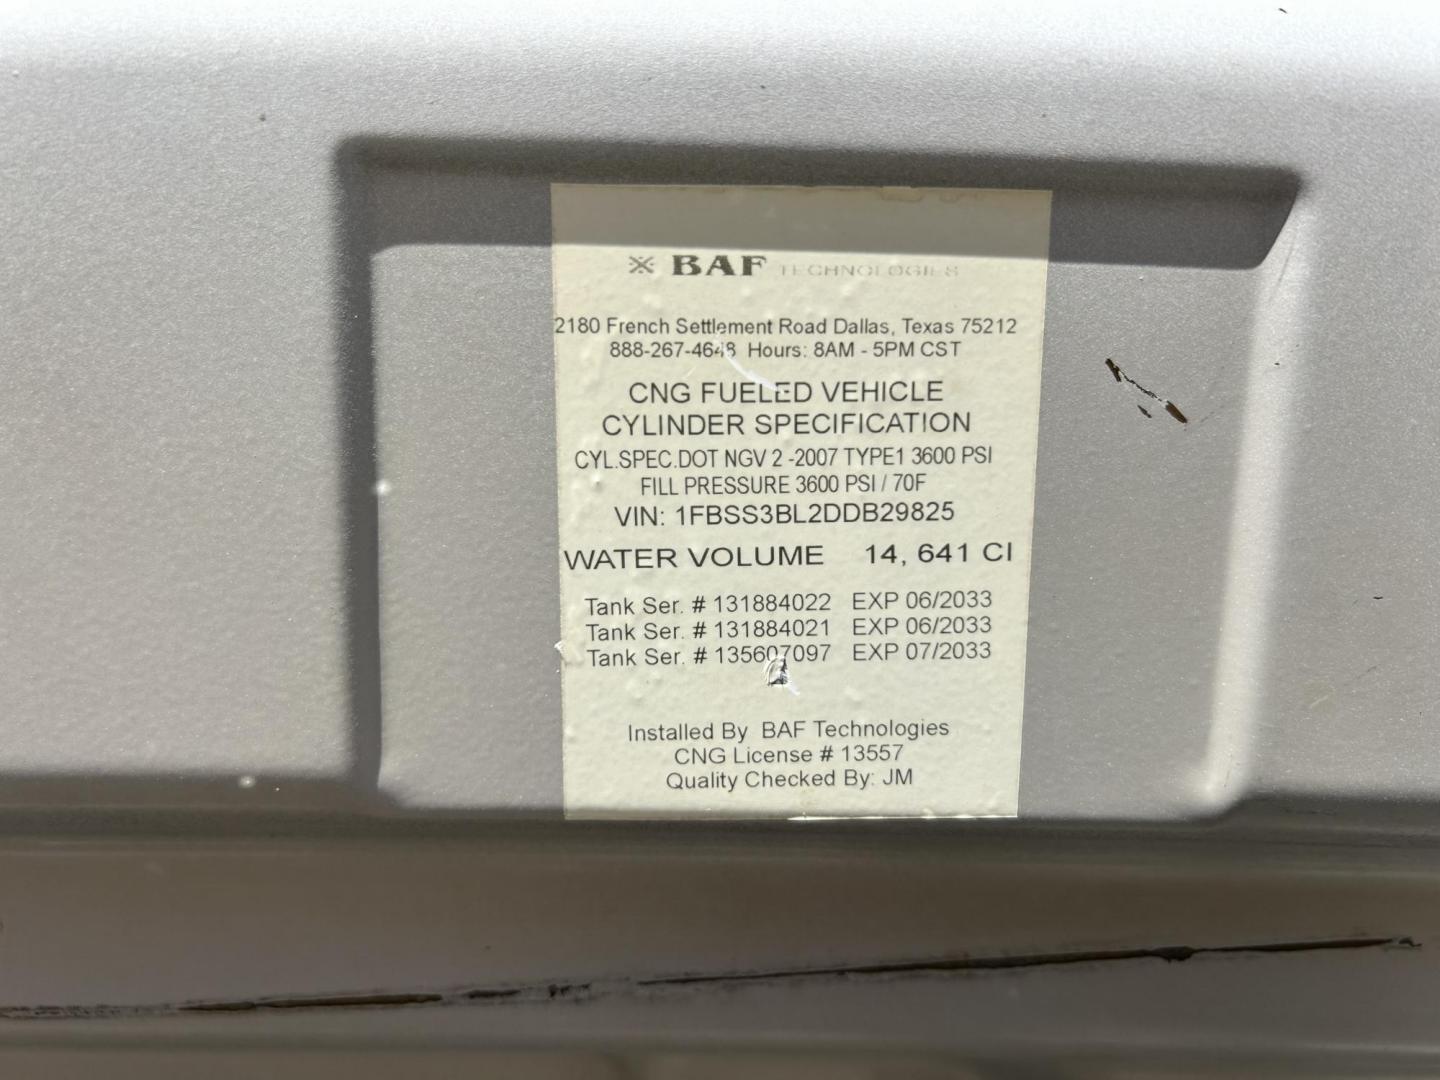 BAF TECHNOLOGIES
2180 French Settlement Road Dallas, Texas 75212
888-267-4648 Hours: 8AM - 5PM CST
CNG FUELED VEHICLE
CYLINDER SPECIFICATION
CYL.SPEC.DOT NGV 2 -2007 TYPE1 3600 PSI
FILL PRESSURE 3600 PSI / 70F
VIN: 1FBSS3BL2DDB29825
WATER VOLUME 14, 641 CI
Tank Ser. # 131884022 EXP 06/2033
Tank Ser. # 131884021 EXP 06/2033
Tank Ser. # 135607097 EXP 07/2033
Installed By BAF Technologies
CNG License # 13557
Quality Checked By: JM